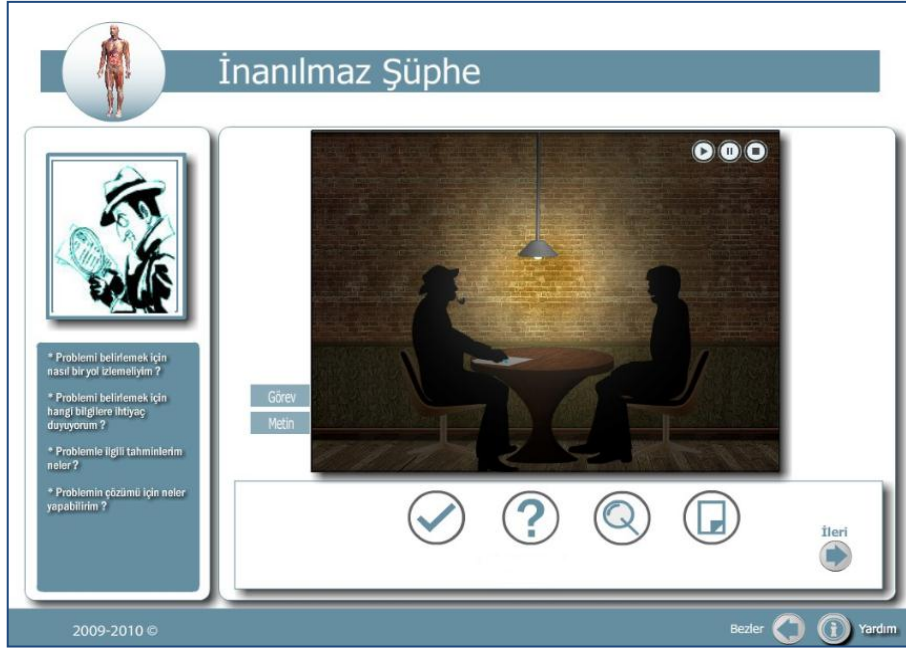 İnanılmaz Şüphe
* Problemi belirlemek için
nasıl bir yol izlemeliyim ?
* Problemi belirlemek için
hangi bilgilere ihtiyaç
duyuyorum ?
* Problemle ilgili tahminlerim
neler ?
* Problemin çözümü için neler
yapabilirim ?
Görev
Metin
?
İleri
2009-2010 ©
Bezler
Yardım